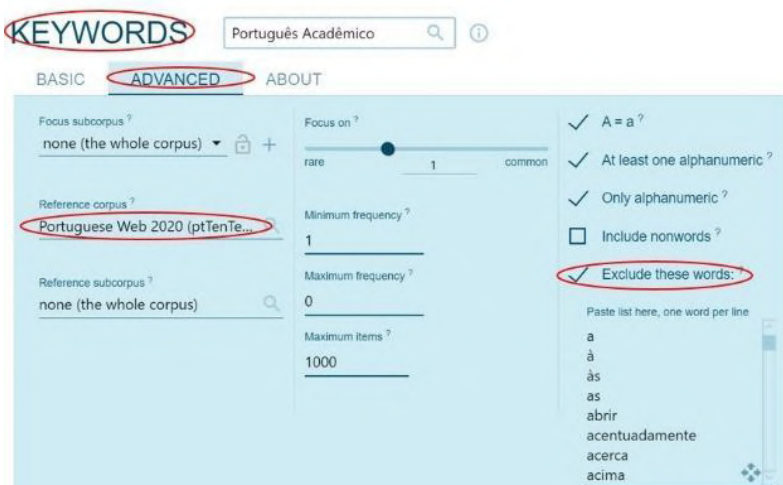 KEYWORDS
Português Acadêmico
BASIC ADVANCED ABOUT
Focus subcorpus ?
none (the whole corpus)
Reference corpus ?
Portuguese Web 2020 (ptTenTe...
Reference subcorpus ?
none (the whole corpus)
Focus on ?
rare 1 common
Minimum frequency ?
1
Maximum frequency ?
0
Maximum items ?
1000
A = a ?
At least one alphanumeric ?
Only alphanumeric ?
Include nonwords ?
Exclude these words: ?
Paste list here, one word per line
a
à
às
as
abrir
acentuadamente
acerca
acima